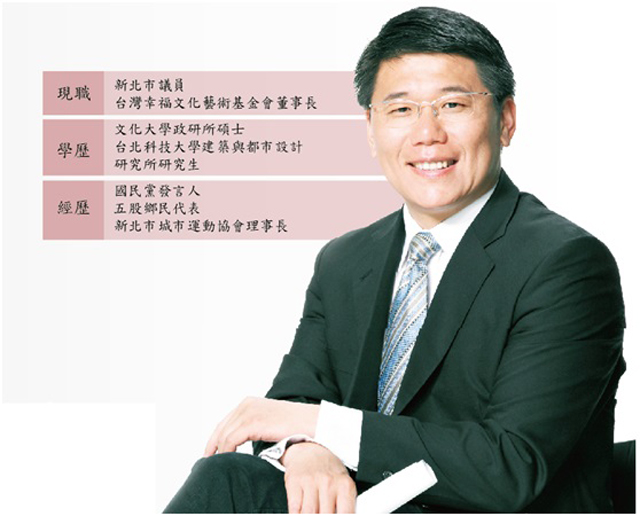 現職
新北市議員
台灣幸福文化藝術基金會董事長
學歷
文化大學政研所碩士
台北科技大學建築與都市設計
研究所研究生
經歷
國民黨發言人
五股鄉民代表
新北市城市運動協會理事長